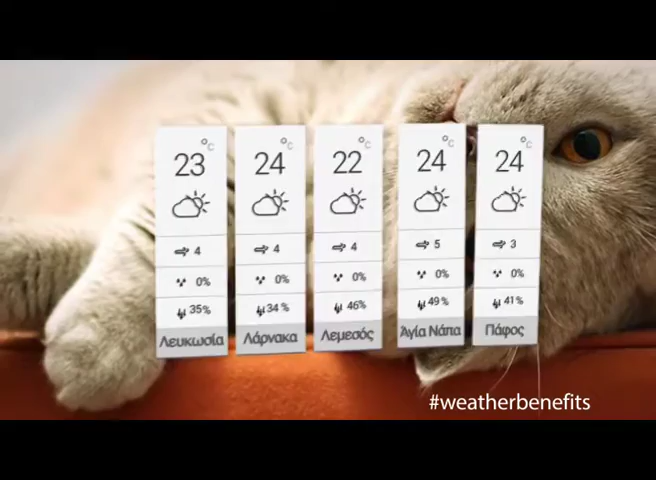 °C °C °C °C °C
23 24 22 24 24
4 4 4 5 3
0% 0% 0% 0% 0%
35% 34% 46% 49% 41%
Λευκωσία Λάρνακα Λεμεσός Άγία Νάπα Πάφος
#weatherbenefits